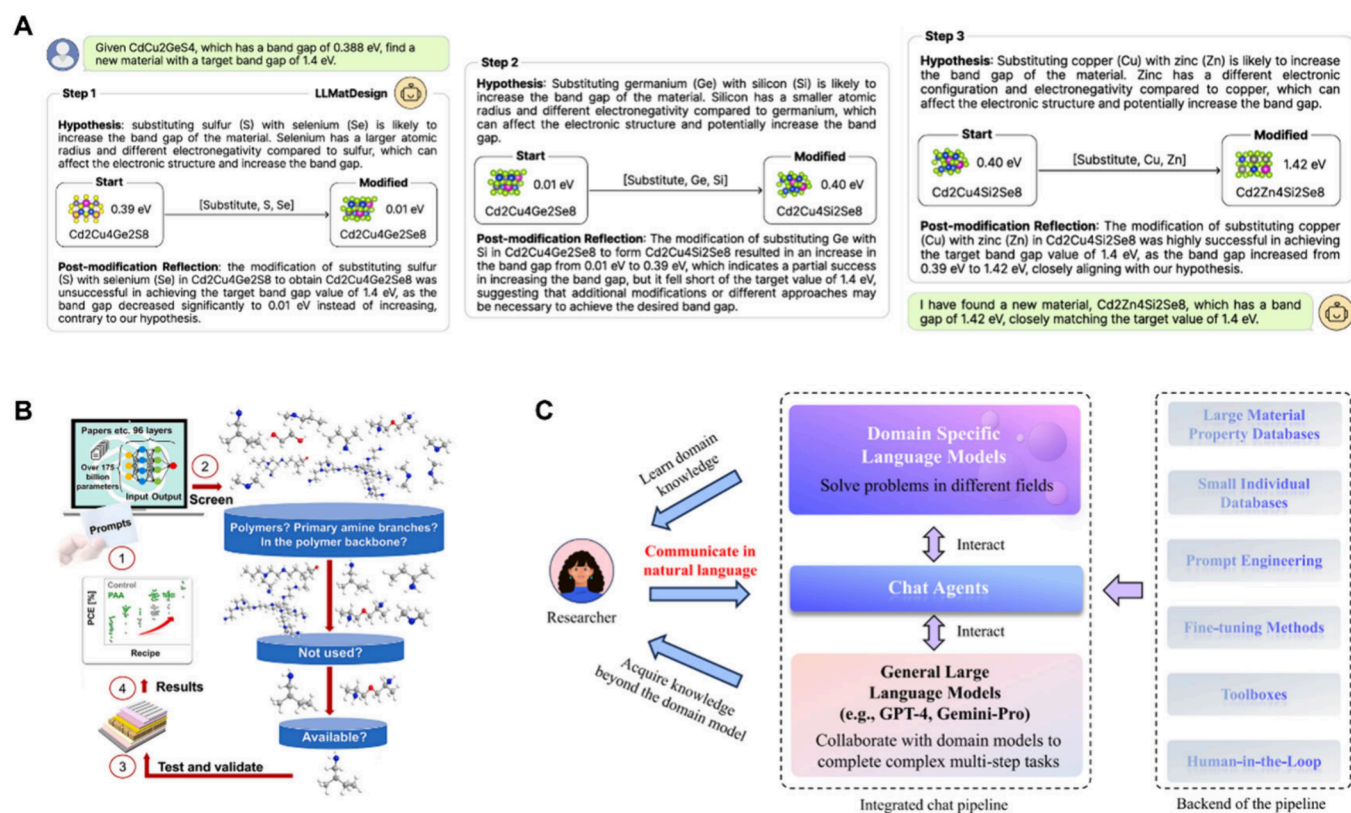 A
Given CdCu2GeS4, which has a band gap of 0.388 eV, find a
new material with a target band gap of 1.4 eV.
Step 1
LLMatDesign
Hypothesis: substituting sulfur (S) with selenium (Se) is likely to
increase the band gap of the material. Selenium has a larger atomic
radius and different electronegativity compared to sulfur, which can
affect the electronic structure and increase the band gap.
Start
0.39 eV
Cd2Cu4Ge2S8
[Substitute, S, Se]
Modified
0.01 eV
Cd2Cu4Ge2Se8
Post-modification Reflection: the modification of substituting sulfur
(S) with selenium (Se) in Cd2Cu4Ge2S8 to obtain Cd2Cu4Ge2Se8 was
unsuccessful in achieving the target band gap value of 1.4 eV, as the
band gap decreased significantly to 0.01 eV instead of increasing,
contrary to our hypothesis.
Step 2
Hypothesis: Substituting germanium (Ge) with silicon (Si) is likely to
increase the band gap of the material. Silicon has a smaller atomic
radius and different electronegativity compared to germanium, which
can affect the electronic structure and potentially increase the band
gap.
Start
0.01 eV
Cd2Cu4Ge2Se8
[Substitute, Ge, Si]
Modified
0.40 eV
Cd2Cu4Si2Se8
Post-modification Reflection: The modification of substituting Ge with
Si in Cd2Cu4Ge2Se8 to form Cd2Cu4Si2Se8 resulted in an increase in
the band gap from 0.01 eV to 0.39 eV, which indicates a partial success
in increasing the band gap, but it fell short of the target value of 1.4 eV,
suggesting that additional modifications or different approaches may
be necessary to achieve the desired band gap.
Step 3
Hypothesis: Substituting copper (Cu) with zinc (Zn) is likely to increase
the band gap of the material. Zinc has a different electronic
configuration and electronegativity compared to copper, which can
affect the electronic structure and potentially increase the band gap.
Start
0.40 eV
Cd2Cu4Si2Se8
[Substitute, Cu, Zn]
Modified
1.42 eV
Cd2Zn4Si2Se8
Post-modification Reflection: The modification of substituting copper
(Cu) with zinc (Zn) in Cd2Cu4Si2Se8 was highly successful in achieving
the target band gap value of 1.4 eV, as the band gap increased from
0.39 eV to 1.42 eV, closely aligning with our hypothesis.
I have found a new material, Cd2Zn4Si2Se8, which has a band
gap of 1.42 eV, closely matching the target value of 1.4 eV.
B
Papers etc. 96 layers
Over 175
billion
parameters
Input Output
2
Screen
Prompts
1
Polymers? Primary amine branches?
In the polymer backbone?
Control
PAA
PCE [%]
Recipe
Not used?
4
Results
Available?
3
Test and validate
C
Learn domain
knowledge
Communicate in
natural language
Researcher
Acquire knowledge
beyond the domain model
Domain Specific
Language Models
Solve problems in different fields
Interact
Chat Agents
Interact
General Large
Language Models
(e.g., GPT-4, Gemini-Pro)
Collaborate with domain models to
complete complex multi-step tasks
Integrated chat pipeline
Large Material
Property Databases
Small Individual
Databases
Prompt Engineering
Fine-tuning Methods
Toolboxes
Human-in-the-Loop
Backend of the pipeline